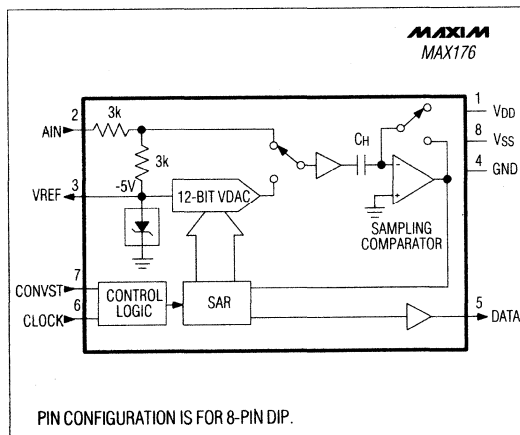 MAXIM
MAX176
2
3k
1
VDD
AIN
8
VSS
3k
CH
4
GND
3
-5V
VREF
12-BIT VDAC
SAMPLING
COMPARATOR
7
CONVST
CONTROL
LOGIC
SAR
6
CLOCK
5
DATA
PIN CONFIGURATION IS FOR 8-PIN DIP.